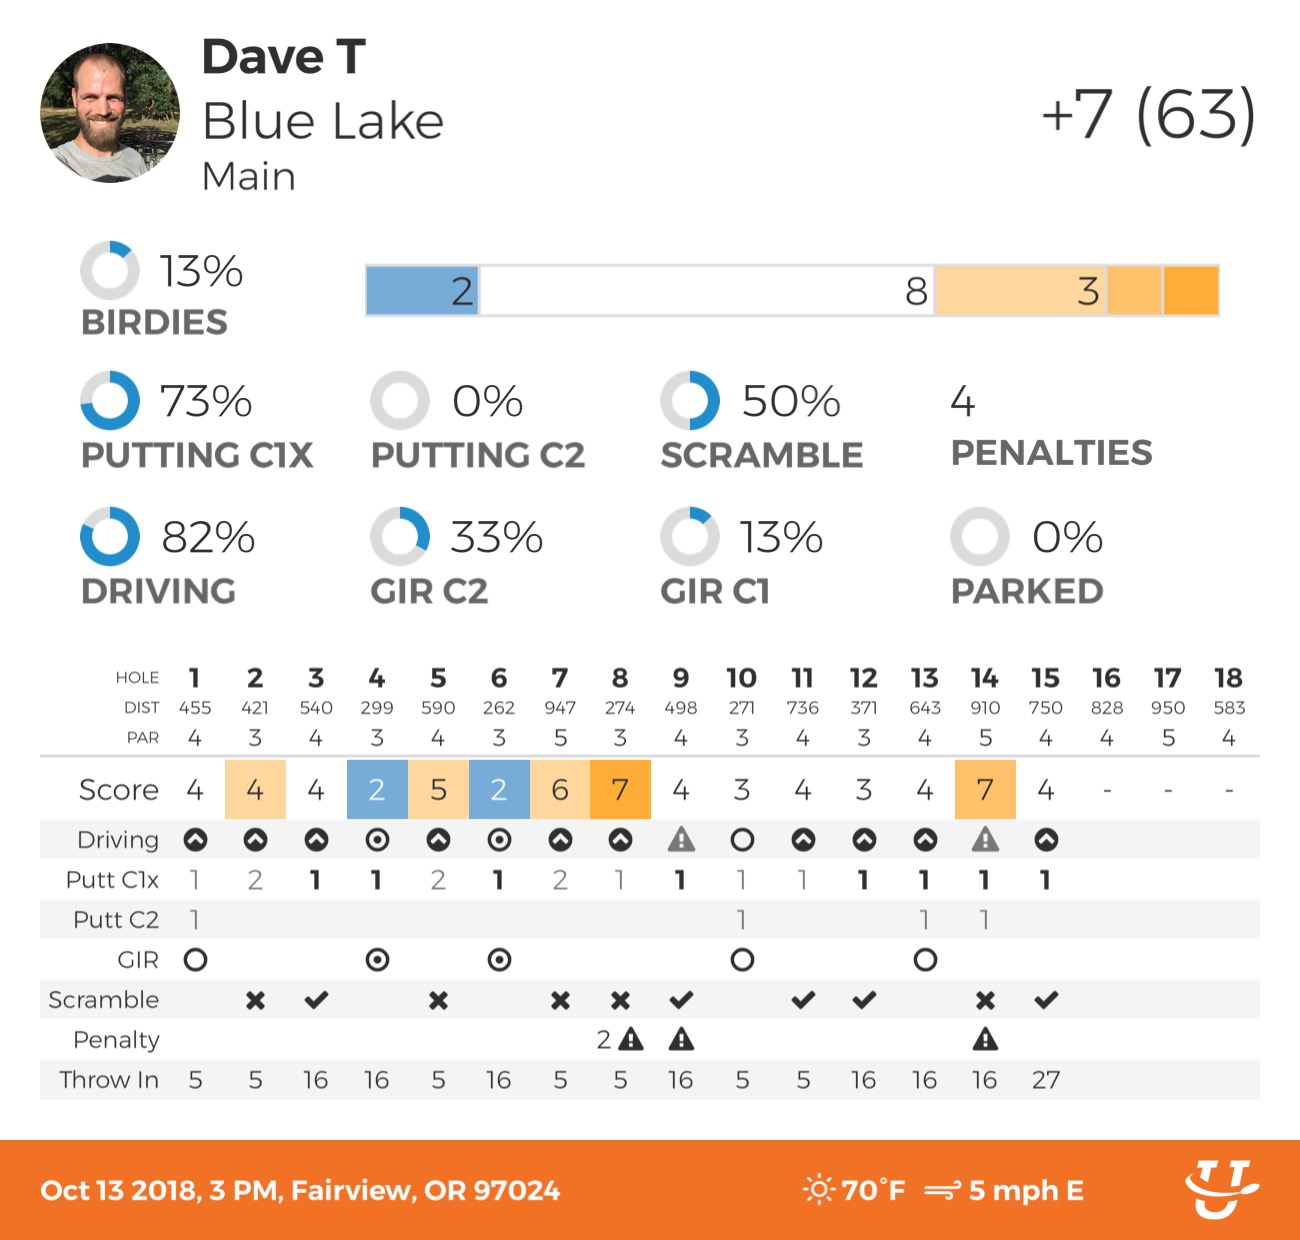 Dave T
Blue Lake
Main
+7 (63)
13%
BIRDIES
2 8 3
73% 0% 50% 4
PUTTING C1X PUTTING C2 SCRAMBLE PENALTIES
82% 33% 13% 0%
DRIVING GIR C2 GIR C1 PARKED
HOLE 1 2 3 4 5 6 7 8 9 10 11 12 13 14 15 16 17 18
DIST 455 421 540 299 590 262 947 274 498 271 736 371 643 910 750 828 950 583
PAR 4 3 4 3 4 3 5 3 4 3 4 3 4 5 4 4 5 4
Score 4 4 4 2 5 2 6 7 4 3 4 3 4 7 4 - - -
Driving
Putt C1x 1 2 1 1 2 1 2 1 1 1 1 1 1 1 1
Putt C2 1 1 1 1
GIR
Scramble
Penalty 2
Throw In 5 5 16 16 5 16 5 5 16 5 5 16 16 16 27
Oct 13 2018, 3 PM, Fairview, OR 97024 70°F 5 mph E